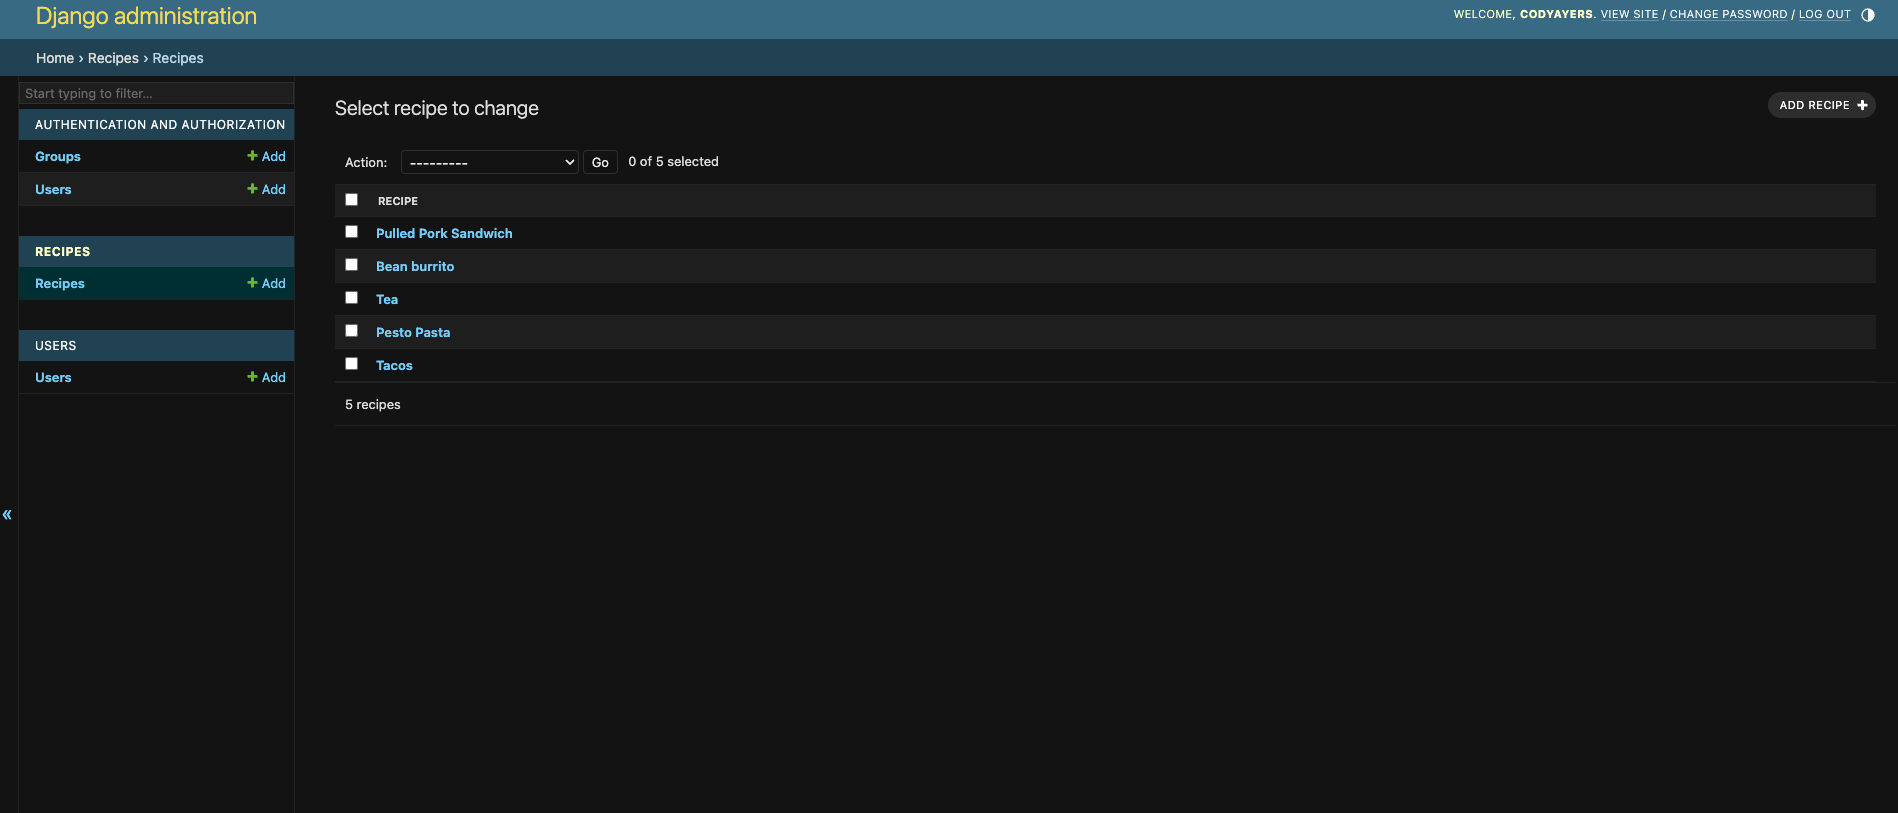 Django administration
WELCOME, CODYAYERS. VIEW SITE / CHANGE PASSWORD / LOG OUT
Home › Recipes › Recipes
Start typing to filter...
AUTHENTICATION AND AUTHORIZATION
Groups + Add
Users + Add
RECIPES
Recipes + Add
USERS
Users + Add
«
Select recipe to change
ADD RECIPE +
Action: --------- Go 0 of 5 selected
RECIPE
Pulled Pork Sandwich
Bean burrito
Tea
Pesto Pasta
Tacos
5 recipes